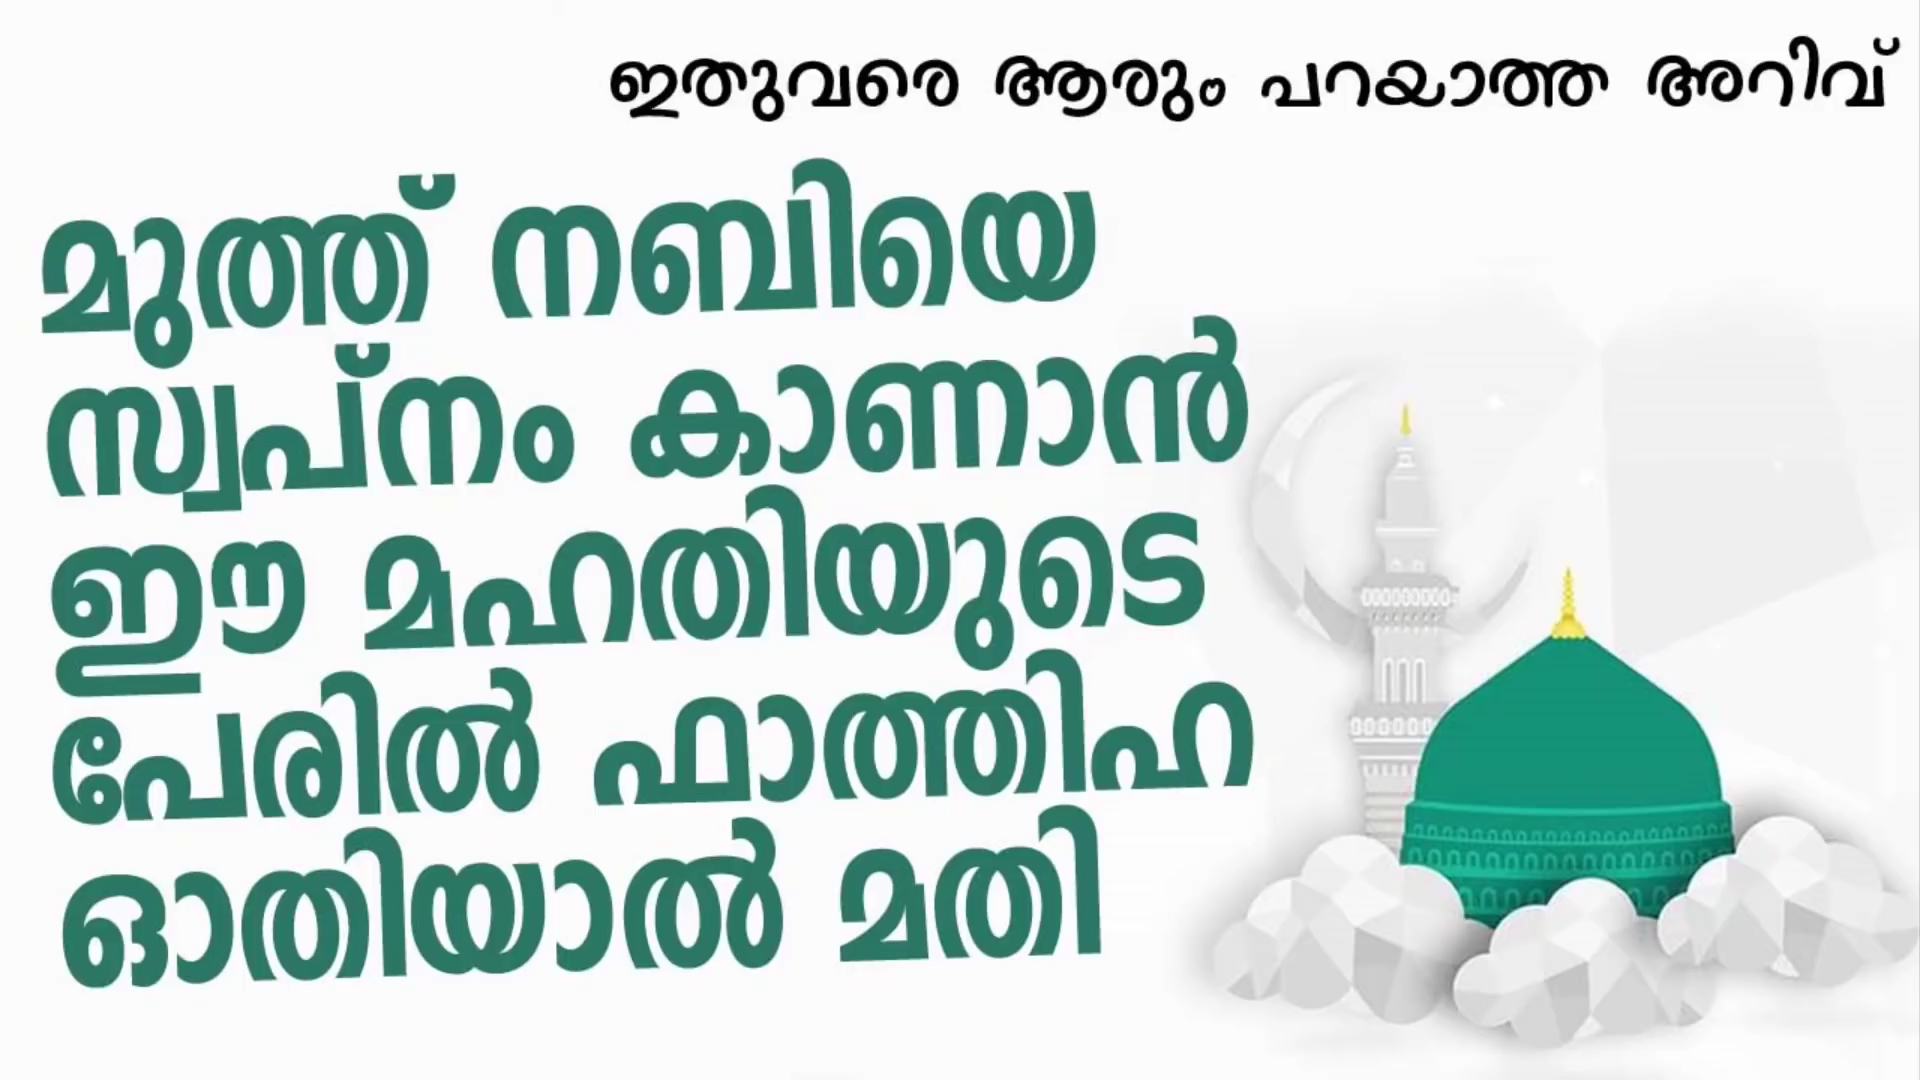 ഇതുവരെ ആരും പറയാത്ത അറിവ്
മുത്ത് നബിയെ
സ്വപ്നം കാണാൻ
ഈ മഹതിയുടെ
പേരിൽ ഫാത്തിഹ
ഓതിയാൽ മതി